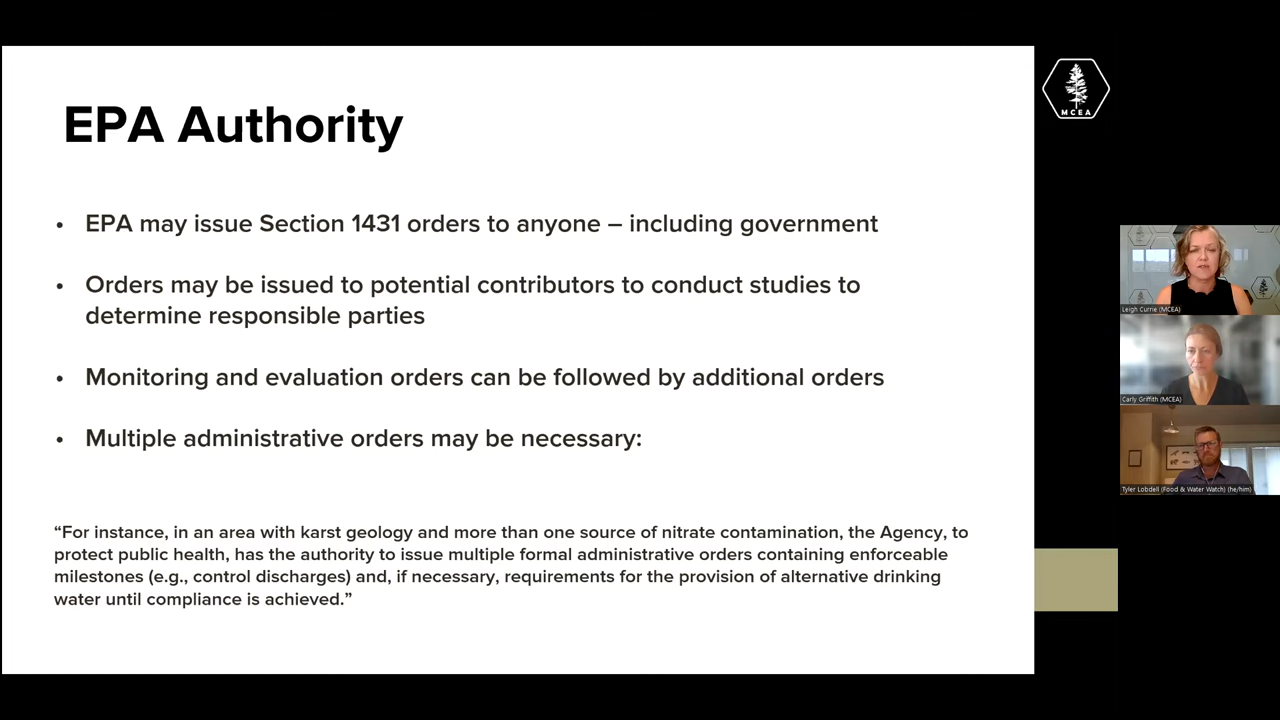 EPA Authority
• EPA may issue Section 1431 orders to anyone – including government
• Orders may be issued to potential contributors to conduct studies to
determine responsible parties
• Monitoring and evaluation orders can be followed by additional orders
• Multiple administrative orders may be necessary:
“For instance, in an area with karst geology and more than one source of nitrate contamination, the Agency, to
protect public health, has the authority to issue multiple formal administrative orders containing enforceable
milestones (e.g., control discharges) and, if necessary, requirements for the provision of alternative drinking
water until compliance is achieved.”
MCEA
Leigh Currie (MCEA)
Carly Griffith (MCEA)
Tyler Lobdell (Food & Water Watch) (he/him)